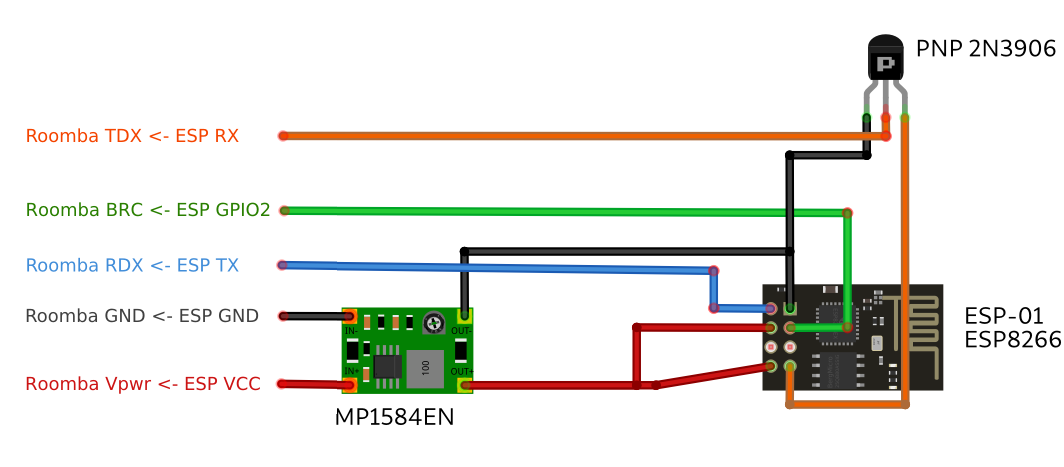 PNP 2N3906
P
Roomba TDX <- ESP RX
Roomba BRC <- ESP GPIO2
Roomba RDX <- ESP TX
Roomba GND <- ESP GND
IN-
OUT-
ESP-01
ESP8266
100
IN+
OUT+
Roomba Vpwr <- ESP VCC
MP1584EN